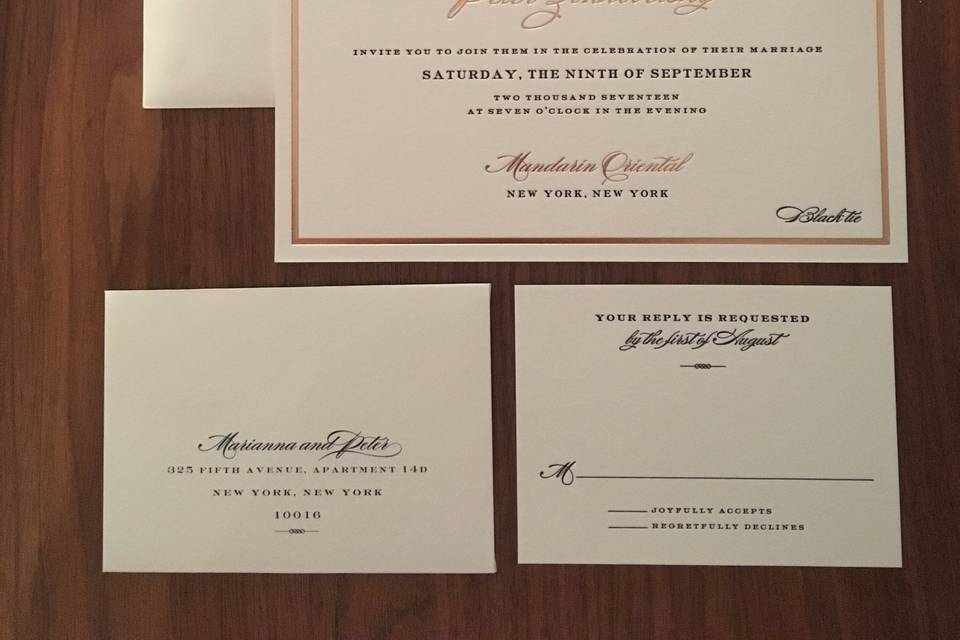 Peter
INVITE YOU TO JOIN THEM IN THE CELEBRATION OF THEIR MARRIAGE
SATURDAY, THE NINTH OF SEPTEMBER
TWO THOUSAND SEVENTEEN
AT SEVEN O'CLOCK IN THE EVENING
Mandarin Oriental
NEW YORK, NEW YORK
Black tie
Marianna and Peter
325 FIFTH AVENUE, APARTMENT 14D
NEW YORK, NEW YORK
10016
YOUR REPLY IS REQUESTED
by the first of August
M
JOYFULLY ACCEPTS
REGRETFULLY DECLINES